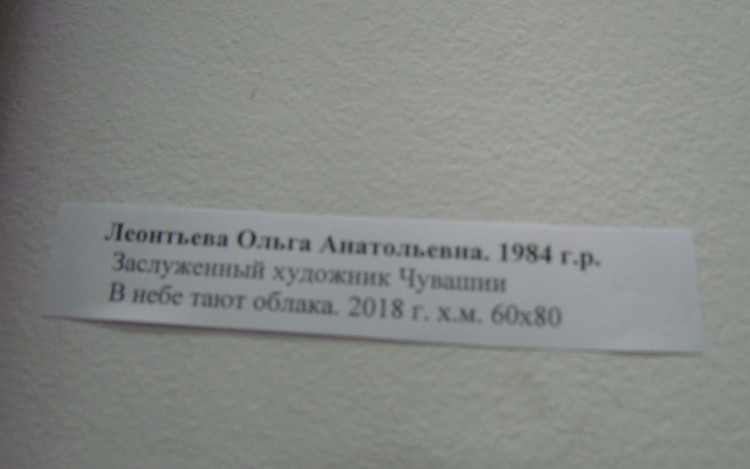 Леонтьева Ольга Анатольевна. 1984 г.р.
Заслуженный художник Чувашии
В небе тают облака. 2018 г. х.м. 60х80